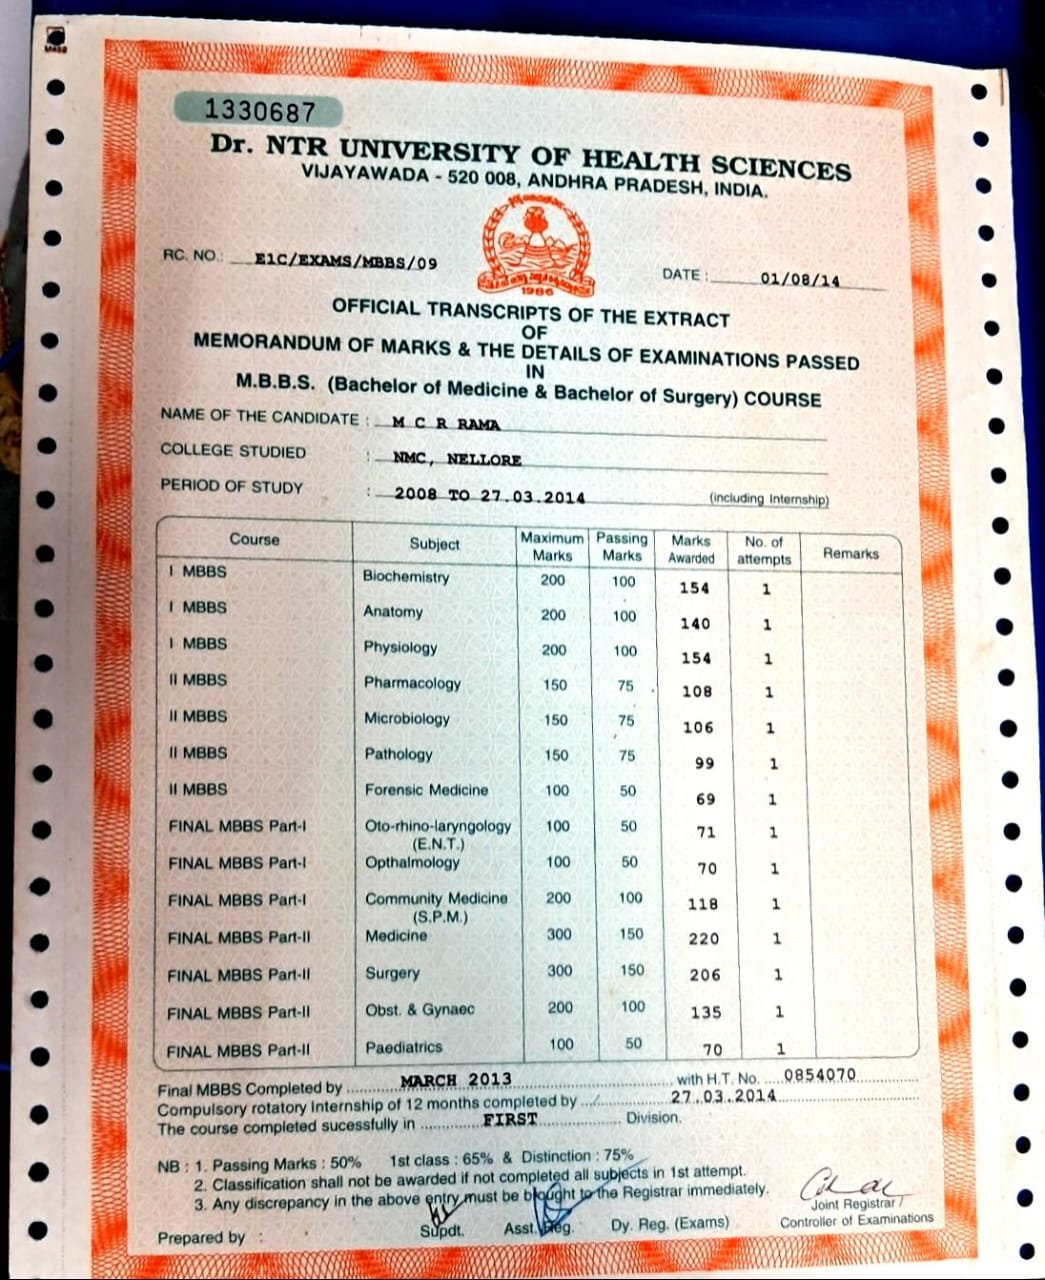 1330687
Dr. NTR UNIVERSITY OF HEALTH SCIENCES
VIJAYAWADA - 520 008, ANDHRA PRADESH, INDIA.
1986
RC. NO.: E1C/EXAMS/MBBS/09
DATE : 01/08/14
OFFICIAL TRANSCRIPTS OF THE EXTRACT
OF
MEMORANDUM OF MARKS & THE DETAILS OF EXAMINATIONS PASSED
IN
M.B.B.S. (Bachelor of Medicine & Bachelor of Surgery) COURSE
NAME OF THE CANDIDATE : M C R RAMA
COLLEGE STUDIED : NMC, NELLORE
PERIOD OF STUDY : 2008 TO 27.03.2014 (including Internship)
Course Subject Maximum Marks Passing Marks Marks Awarded No. of attempts Remarks
I MBBS Biochemistry 200 100 154 1
I MBBS Anatomy 200 100 140 1
I MBBS Physiology 200 100 154 1
II MBBS Pharmacology 150 75 108 1
II MBBS Microbiology 150 75 106 1
II MBBS Pathology 150 75 99 1
II MBBS Forensic Medicine 100 50 69 1
FINAL MBBS Part-I Oto-rhino-laryngology (E.N.T.) 100 50 71 1
FINAL MBBS Part-I Opthalmology 100 50 70 1
FINAL MBBS Part-I Community Medicine (S.P.M.) 200 100 118 1
FINAL MBBS Part-II Medicine 300 150 220 1
FINAL MBBS Part-II Surgery 300 150 206 1
FINAL MBBS Part-II Obst. & Gynaec 200 100 135 1
FINAL MBBS Part-II Paediatrics 100 50 70 1
Final MBBS Completed by MARCH 2013 with H.T. No. 0854070
Compulsory rotatory Internship of 12 months completed by 27.03.2014
The course completed sucessfully in FIRST Division.
NB : 1. Passing Marks : 50% 1st class : 65% & Distinction : 75%
2. Classification shall not be awarded if not completed all subjects in 1st attempt.
3. Any discrepancy in the above entry must be brought to the Registrar immediately.
Prepared by : Supdt. Asst. Reg. Dy. Reg. (Exams) Joint Registrar /
Controller of Examinations